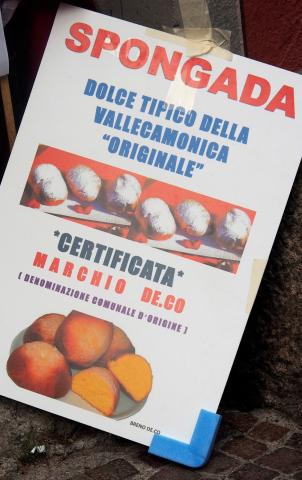 SPONGADA
DOLCE TIPICO DELLA
VALLECAMONICA
"ORIGINALE"
*CERTIFICATA*
MARCHIO DE.CO
( DENOMINAZIONE COMUNALE D'ORIGINE )
BRENO DE.CO